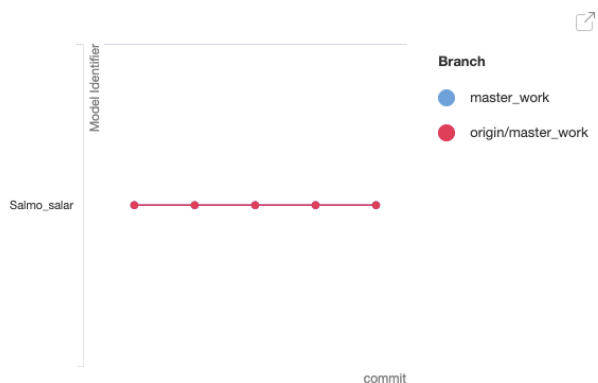 Model Identifier
Branch
master_work
origin/master_work
Salmo_salar
commit